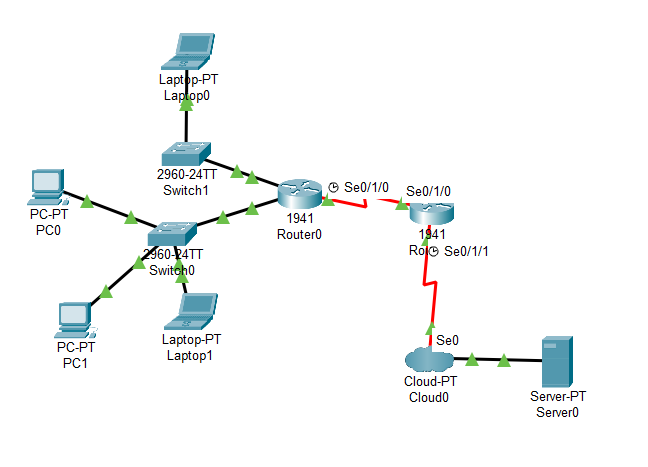 Laptop-PT
Laptop0
2960-24TT
Switch1
Se0/1/0
Se0/1/0
PC-PT
PC0
1941
Router0
1941
Se0/1/1
2960-24TT
Switch0
PC-PT
PC1
Laptop-PT
Laptop1
Se0
Cloud-PT
Cloud0
Server-PT
Server0